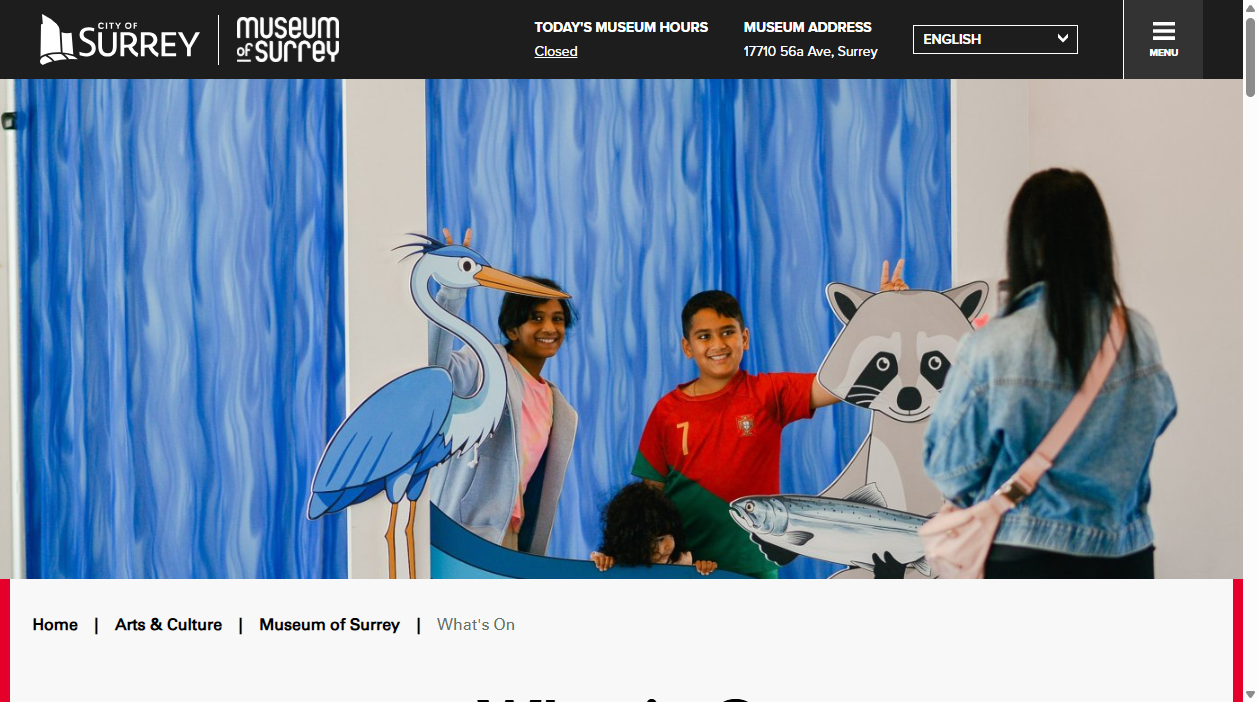 CITY OF
SURREY
museum
OF surrey
TODAY'S MUSEUM HOURS
Closed
MUSEUM ADDRESS
17710 56a Ave, Surrey
ENGLISH
MENU
7
Home | Arts & Culture | Museum of Surrey | What's On